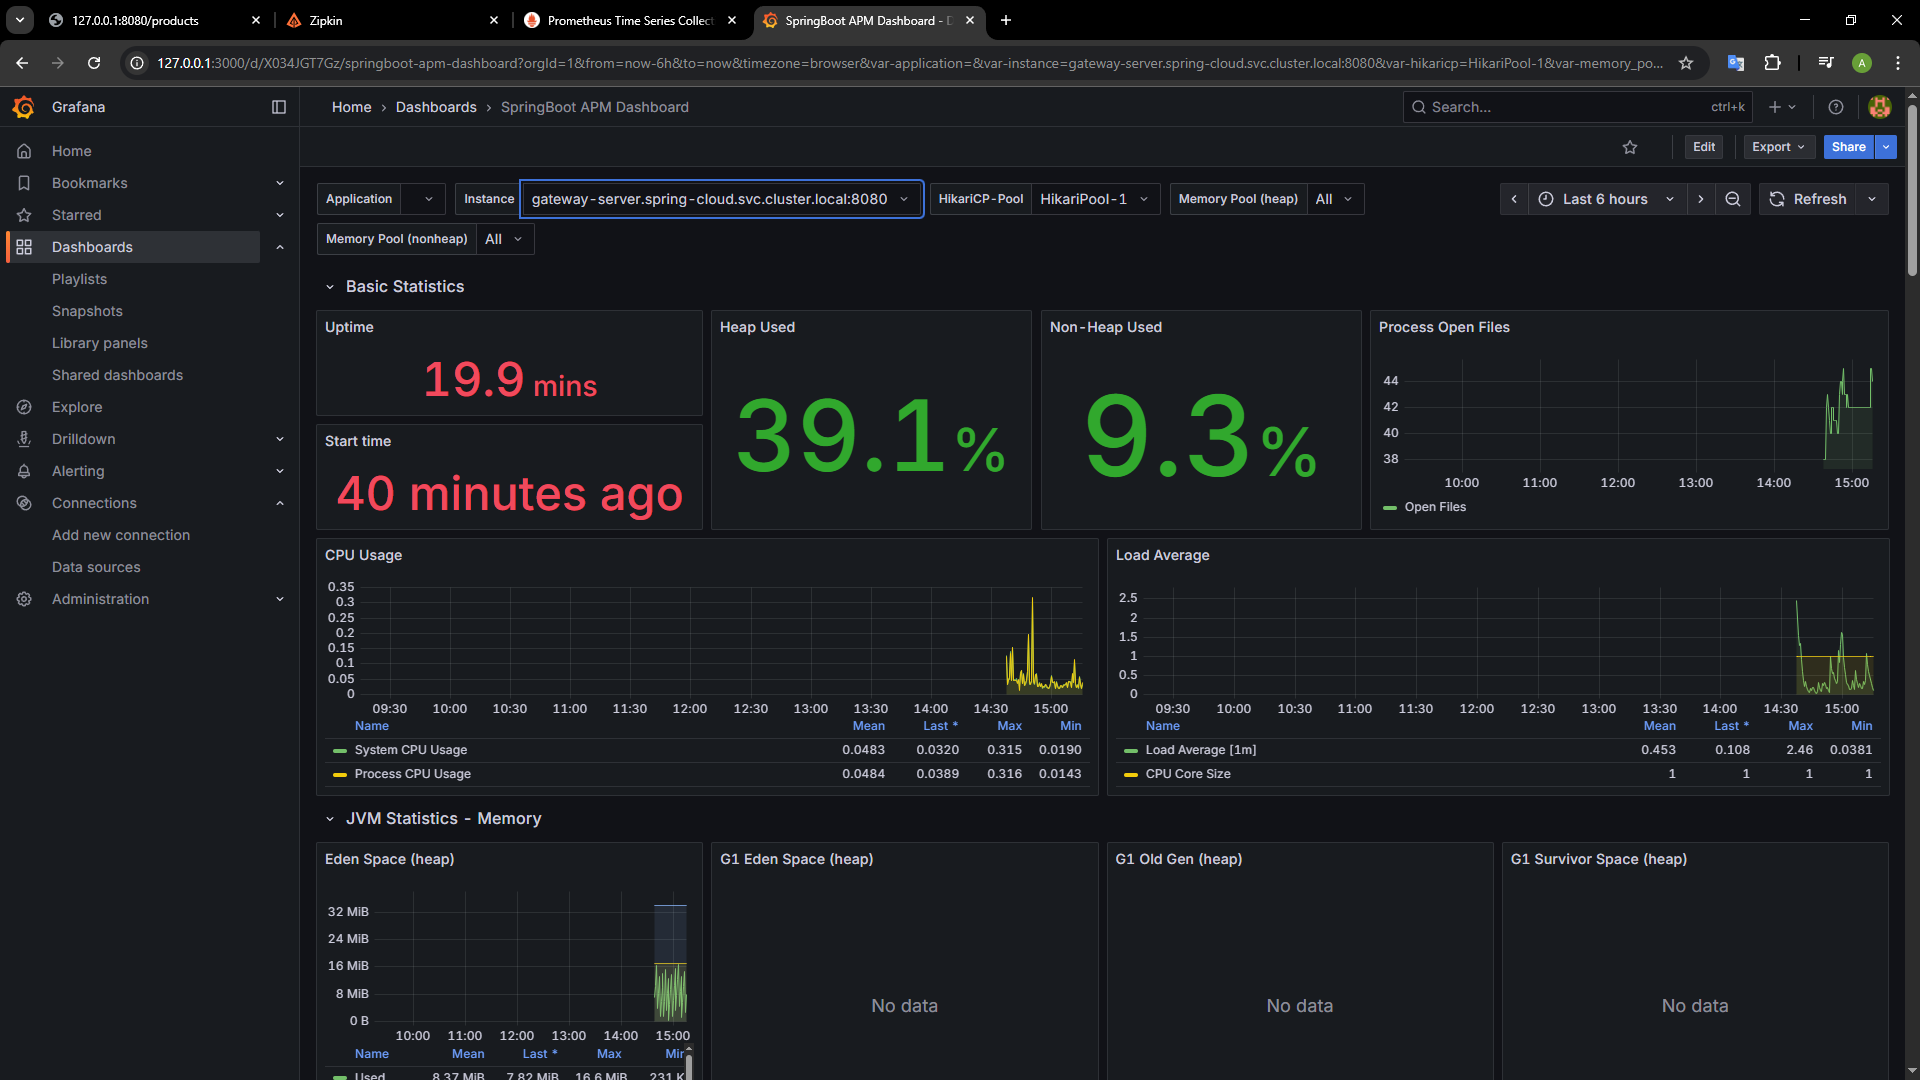 127.0.0.1:8080/products
Zipkin
Prometheus Time Series Collect
SpringBoot APM Dashboard - D
127.0.0.1:3000/d/X034JGT7Gz/springboot-apm-dashboard?orgId=1&from=now-6h&to=now&timezone=browser&var-application=&var-instance=gateway-server.spring-cloud.svc.cluster.local:8080&var-hikaricp=HikariPool-1&var-memory_po...
A
Grafana
Home › Dashboards › SpringBoot APM Dashboard
Search...
ctrl+k
Edit
Export
Share
Home
Bookmarks
Starred
Dashboards
Playlists
Snapshots
Library panels
Shared dashboards
Explore
Drilldown
Alerting
Connections
Add new connection
Data sources
Administration
Application
Instance gateway-server.spring-cloud.svc.cluster.local:8080
HikariCP-Pool HikariPool-1
Memory Pool (heap) All
Last 6 hours
Refresh
Memory Pool (nonheap) All
Basic Statistics
Uptime
19.9 mins
Start time
40 minutes ago
Heap Used
39.1%
Non-Heap Used
9.3%
Process Open Files
44
42
40
38
10:00 11:00 12:00 13:00 14:00 15:00
Open Files
CPU Usage
0.35
0.3
0.25
0.2
0.15
0.1
0.05
0
09:30 10:00 10:30 11:00 11:30 12:00 12:30 13:00 13:30 14:00 14:30 15:00
Name Mean Last * Max Min
System CPU Usage 0.0483 0.0320 0.315 0.0190
Process CPU Usage 0.0484 0.0389 0.316 0.0143
Load Average
2.5
2
1.5
1
0.5
0
09:30 10:00 10:30 11:00 11:30 12:00 12:30 13:00 13:30 14:00 14:30 15:00
Name Mean Last * Max Min
Load Average [1m] 0.453 0.108 2.46 0.0381
CPU Core Size 1 1 1 1
JVM Statistics - Memory
Eden Space (heap)
32 MiB
24 MiB
16 MiB
8 MiB
0 B
10:00 11:00 12:00 13:00 14:00 15:00
Name Mean Last * Max Min
Used 8.37 MiB 7.82 MiB 16.6 MiB 231 K
G1 Eden Space (heap)
No data
G1 Old Gen (heap)
No data
G1 Survivor Space (heap)
No data